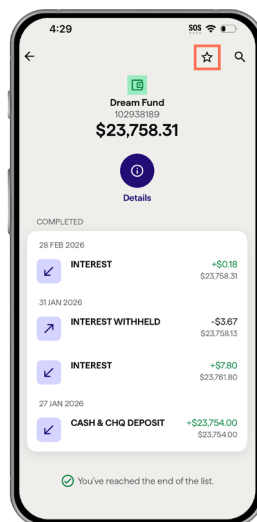 4:29
SOS
Dream Fund
102938189
$23,758.31
Details
COMPLETED
28 FEB 2026
INTEREST +$0.18
$23,758.31
31 JAN 2026
INTEREST WITHHELD -$3.67
$23,758.13
INTEREST +$7.80
$23,761.80
27 JAN 2026
CASH & CHQ DEPOSIT +$23,754.00
$23,754.00
You've reached the end of the list.